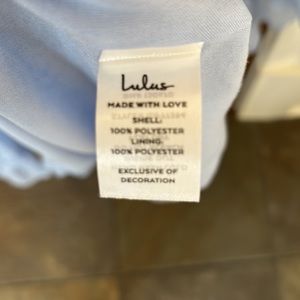 Lulus
MADE WITH LOVE
SHELL:
100% POLYESTER
LINING:
100% POLYESTER
EXCLUSIVE OF
DECORATION